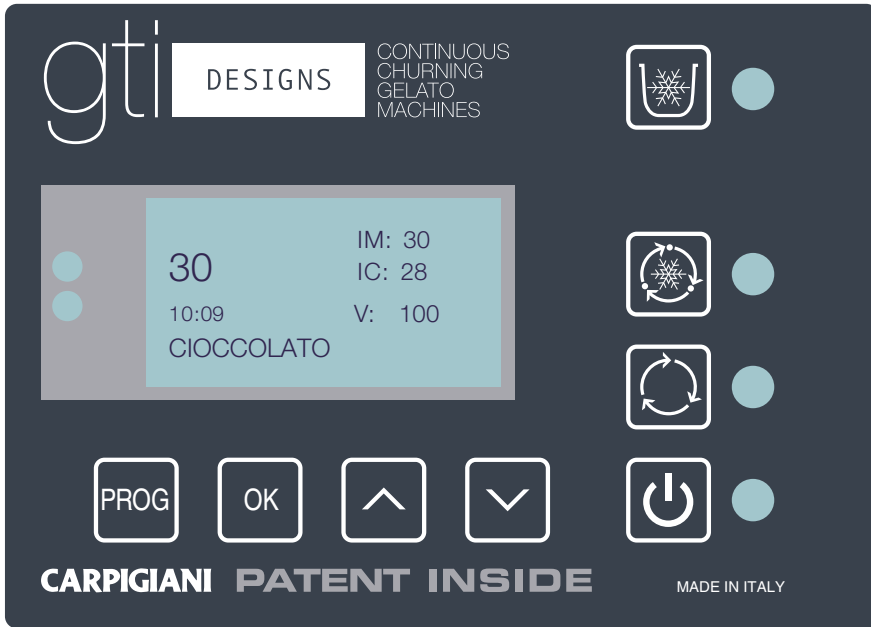 gti
DESIGNS
CONTINUOUS
CHURNING
GELATO
MACHINES
30
IM: 30
IC: 28
10:09
V: 100
CIOCCOLATO
PROG
OK
CARPIGIANI PATENT INSIDE
MADE IN ITALY